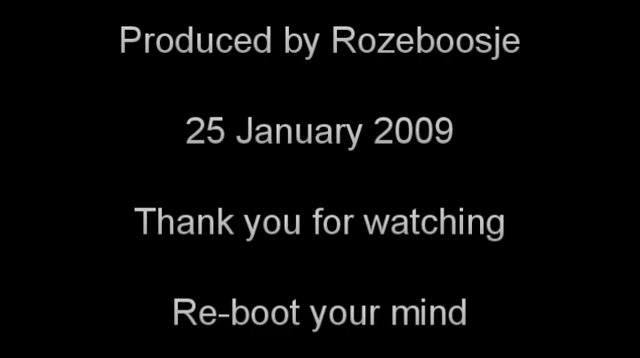 Produced by Rozeboosje
25 January 2009
Thank you for watching
Re-boot your mind